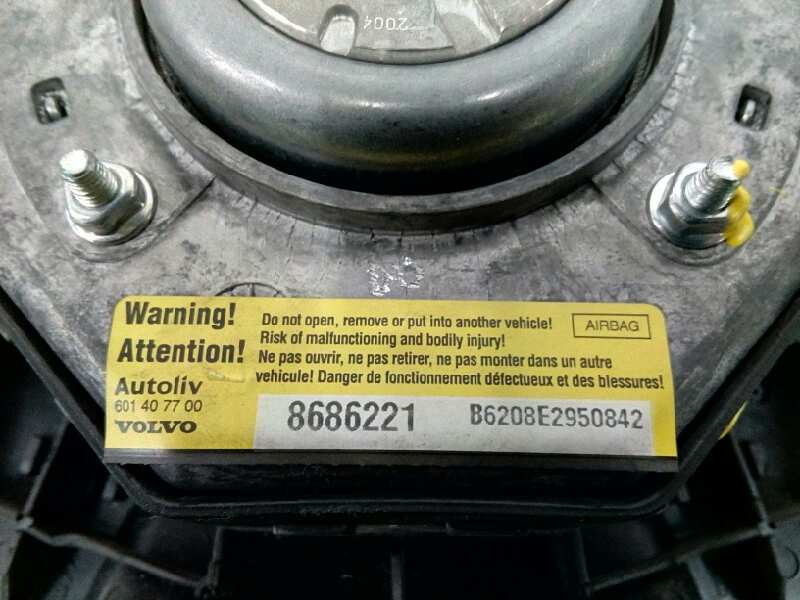 2004
Warning!
Attention!
Do not open, remove or put into another vehicle!
Risk of malfunctioning and bodily injury!
Ne pas ouvrir, ne pas retirer, ne pas monter dans un autre
vehicule! Danger de fonctionnement défectueux et des blessures!
AIRBAG
Autoliv
601 40 77 00
VOLVO
8686221
B6208E2950842